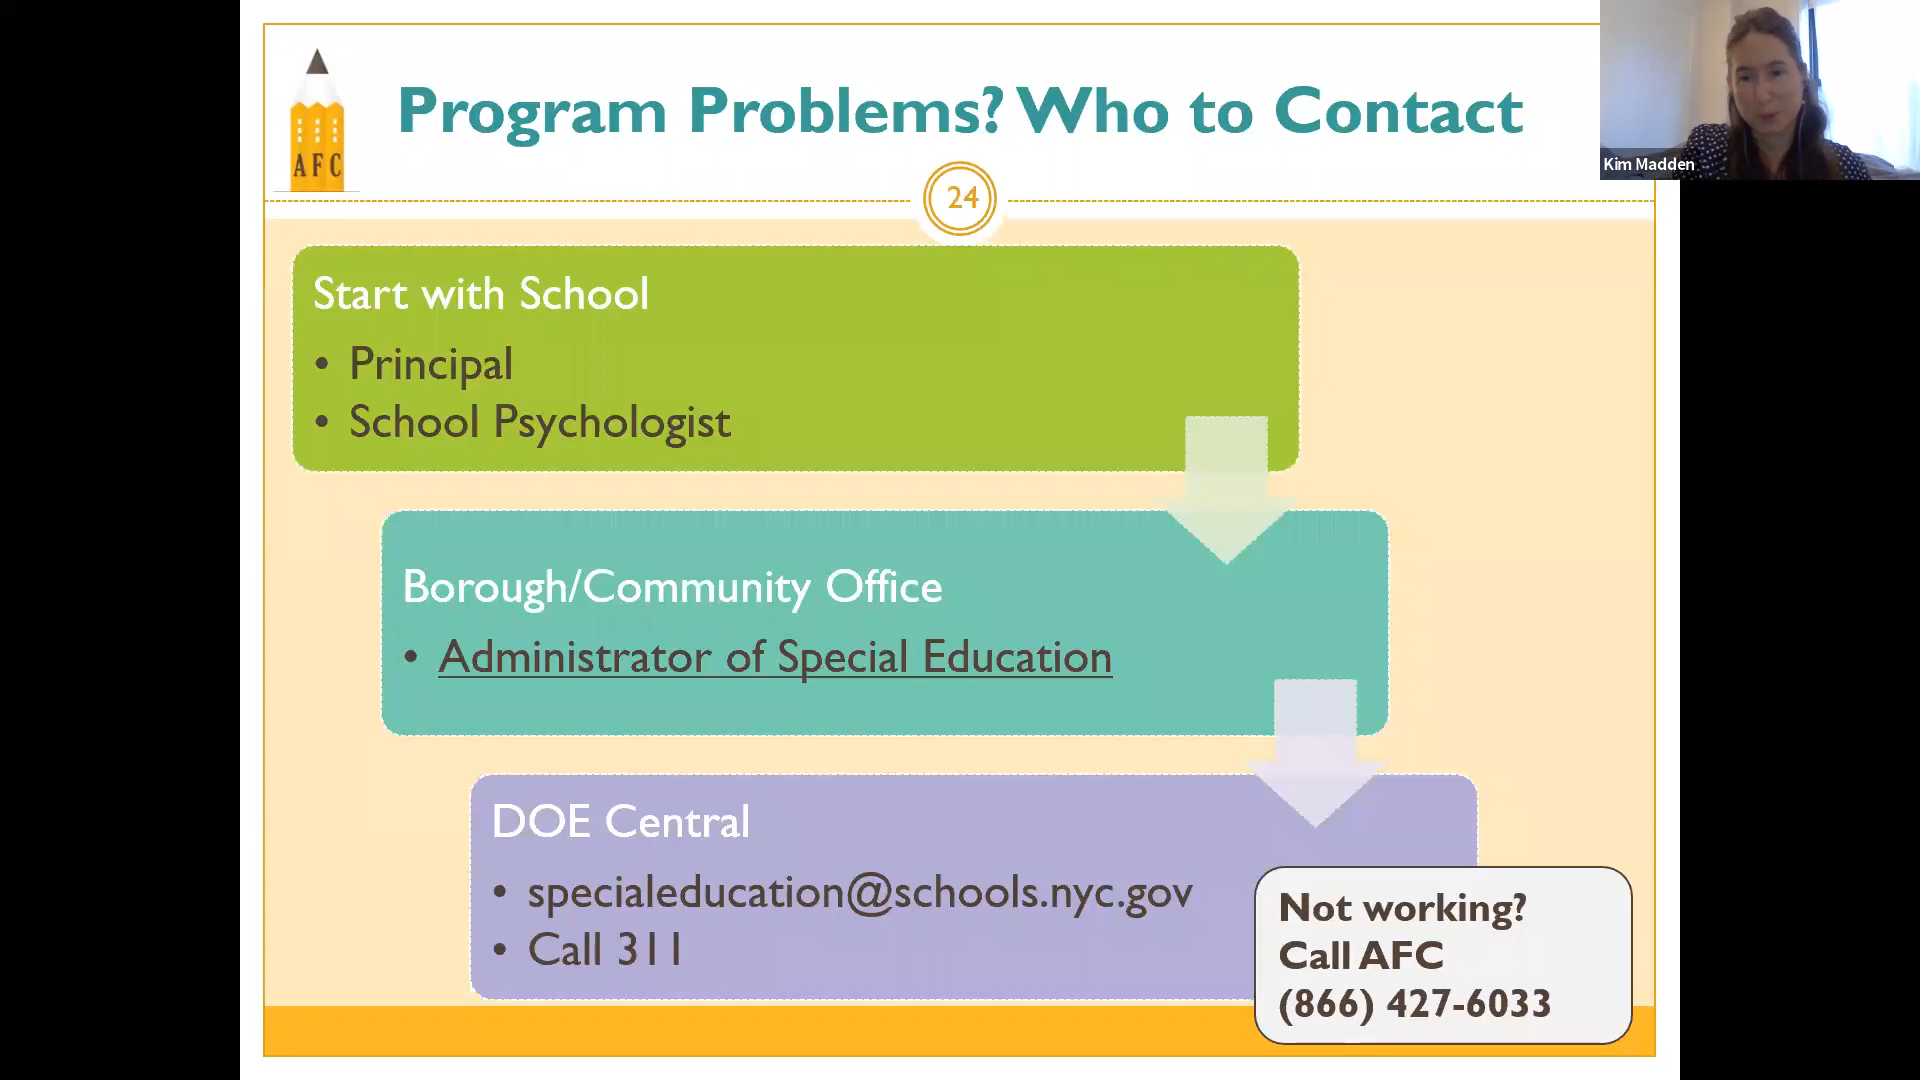 AFC
Program Problems? Who to Contact
Kim Madden
24
Start with School
• Principal
• School Psychologist
Borough/Community Office
• Administrator of Special Education
DOE Central
• specialeducation@schools.nyc.gov
• Call 311
Not working?
Call AFC
(866) 427-6033